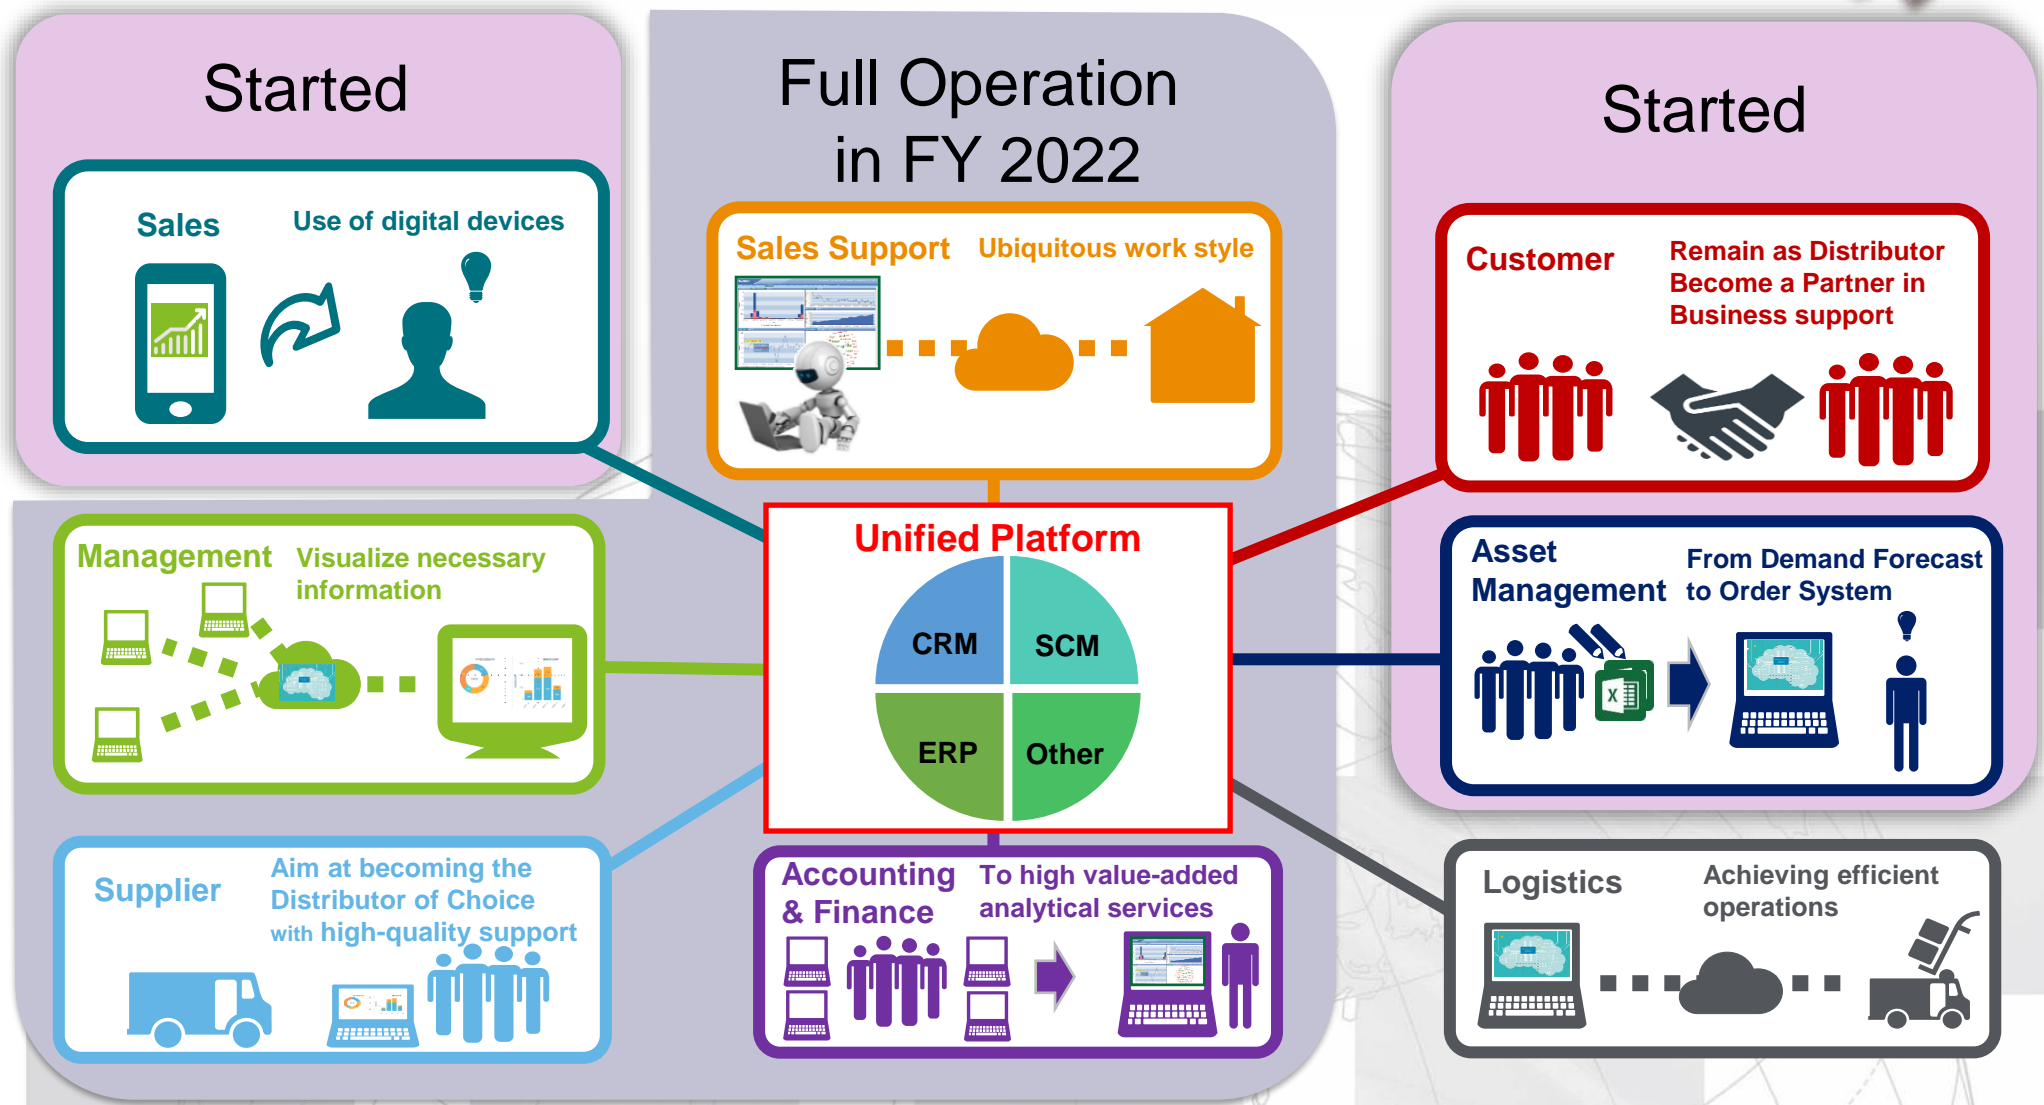 Started
Full Operation
in FY 2022
Started
Sales
Use of digital devices
Sales Support
Ubiquitous work style
Customer
Remain as Distributor
Become a Partner in
Business support
Management
Visualize necessary
information
Unified Platform
CRM
SCM
ERP
Other
Asset
Management
From Demand Forecast
to Order System
X
Supplier
Aim at becoming the
Distributor of Choice
with high-quality support
Accounting
& Finance
To high value-added
analytical services
Logistics
Achieving efficient
operations